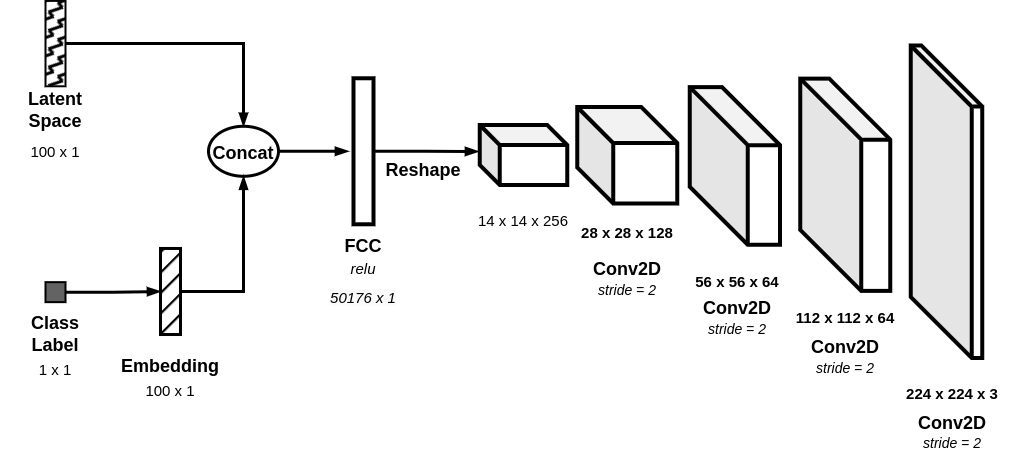 Latent
Space
100 x 1
Class
Label
1 x 1
Embedding
100 x 1
Concat
FCC
relu
50176 x 1
Reshape
14 x 14 x 256
28 x 28 x 128
Conv2D
stride = 2
56 x 56 x 64
Conv2D
stride = 2
112 x 112 x 64
Conv2D
stride = 2
224 x 224 x 3
Conv2D
stride = 2